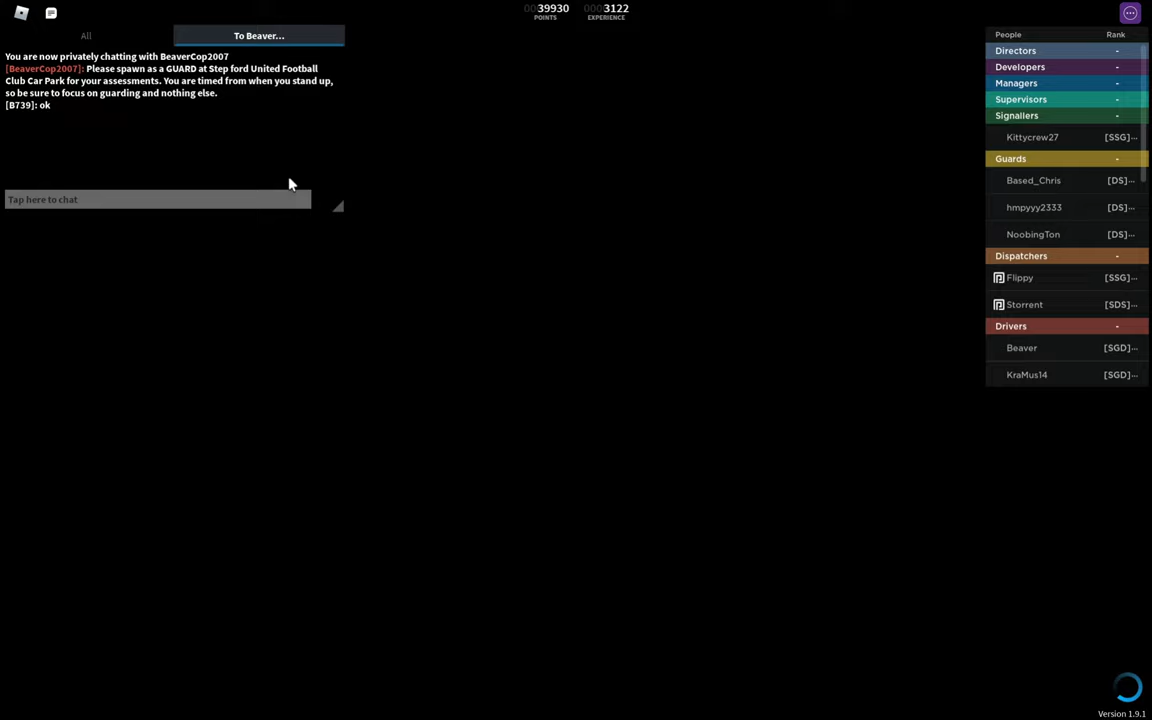 0039930
POINTS
0003122
EXPERIENCE
All
To Beaver...
You are now privately chatting with BeaverCop2007
[BeaverCop2007]: Please spawn as a GUARD at Step ford United Football
Club Car Park for your assessments. You are timed from when you stand up,
so be sure to focus on guarding and nothing else.
[B739]: ok
Tap here to chat
People Rank
Directors -
Developers -
Managers -
Supervisors -
Signallers -
Kittycrew27 [SSG]...
Guards -
Based_Chris [DS]...
hmpyyy2333 [DS]...
NoobingTon [DS]...
Dispatchers -
Flippy [SSG]...
Storrent [SDS]...
Drivers -
Beaver [SGD]...
KraMus14 [SGD]...
Version 1.9.1